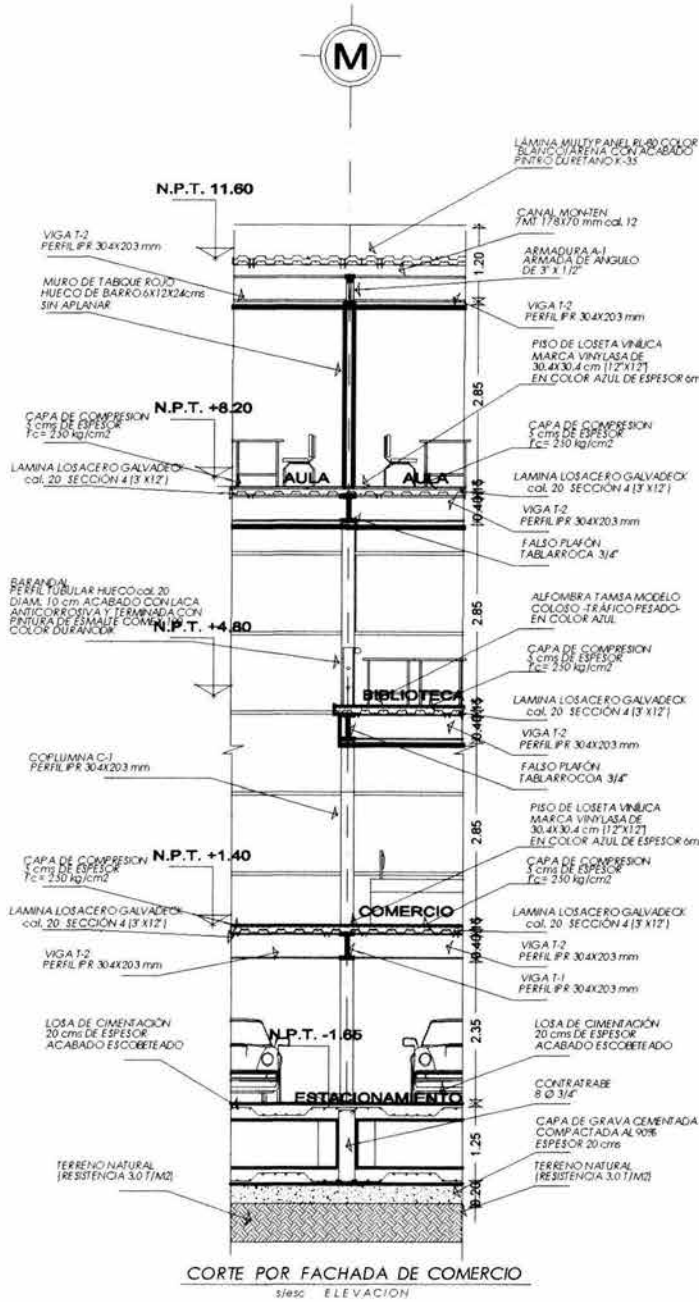 M
LÁMINA MULTYPANEL RL-80 COLOR
BLANCO/ARENA CON ACABADO
PINTRO DURETANO K-35
N.P.T. 11.60
CANAL MON-TEN
7MT 178X70 mm cal. 12
1.20
VIGA T-2
PERFIL IPR 304X203 mm
ARMADURA A-1
ARMADA DE ANGULO
DE 3" X 1/2"
MURO DE TABIQUE ROJO
HUECO DE BARRO 6X12X24cms
SIN APLANAR
VIGA T-2
PERFIL IPR 304X203 mm
PISO DE LOSETA VINÍLICA
MARCA VINYLASA DE
30.4X30.4 cm (12"X12")
EN COLOR AZUL DE ESPESOR 6m
2.85
CAPA DE COMPRESION
5 cms DE ESPESOR
f'c= 250 kg/cm2
N.P.T. +8.20
CAPA DE COMPRESION
5 cms DE ESPESOR
f'c= 250 kg/cm2
LAMINA LOSACERO GALVADECK
cal. 20 SECCIÓN 4 (3' X12')
AULA
AULA
LAMINA LOSACERO GALVADECK
cal. 20 SECCIÓN 4 (3' X12')
VIGA T-2
PERFIL IPR 304X203 mm
FALSO PLAFÓN
TABLARROCA 3/4"
BARANDAL
PERFIL TUBULAR HUECO cal. 20
DIAM. 10 cm ACABADO CON LACA
ANTICORROSIVA Y TERMINADA CON
PINTURA DE ESMALTE COMEX
COLOR DURANODIK
2.85
ALFOMBRA TAMSA MODELO
COLOSO -TRÁFICO PESADO-
EN COLOR AZUL
N.P.T. +4.80
CAPA DE COMPRESION
5 cms DE ESPESOR
f'c= 250 kg/cm2
BIBLIOTECA
LAMINA LOSACERO GALVADECK
cal. 20 SECCIÓN 4 (3' X12')
VIGA T-2
PERFIL IPR 304X203 mm
COPLUMNA C-1
PERFIL IPR 304X203 mm
FALSO PLAFÓN
TABLARROCOA 3/4"
PISO DE LOSETA VINÍLICA
MARCA VINYLASA DE
30.4X30.4 cm (12"X12")
EN COLOR AZUL DE ESPESOR 6m
2.85
CAPA DE COMPRESION
5 cms DE ESPESOR
f'c= 250 kg/cm2
N.P.T. +1.40
CAPA DE COMPRESION
5 cms DE ESPESOR
f'c= 250 kg/cm2
LAMINA LOSACERO GALVADECK
cal. 20 SECCIÓN 4 (3' X12')
COMERCIO
LAMINA LOSACERO GALVADECK
cal. 20 SECCIÓN 4 (3' X12')
VIGA T-2
PERFIL IPR 304X203 mm
VIGA T-2
PERFIL IPR 304X203 mm
VIGA T-1
PERFIL IPR 304X203 mm
LOSA DE CIMENTACIÓN
20 cms DE ESPESOR
ACABADO ESCOBETEADO
N.P.T. -1.65
2.35
LOSA DE CIMENTACIÓN
20 cms DE ESPESOR
ACABADO ESCOBETEADO
ESTACIONAMIENTO
CONTRATRABE
8 Ø 3/4"
1.25
CAPA DE GRAVA CEMENTADA
COMPACTADA AL 90%
ESPESOR 20 cms
TERRENO NATURAL
(RESISTENCIA 3.0 T/M2)
0.20
TERRENO NATURAL
(RESISTENCIA 3.0 T/M2)
CORTE POR FACHADA DE COMERCIO
s/esc ELEVACION